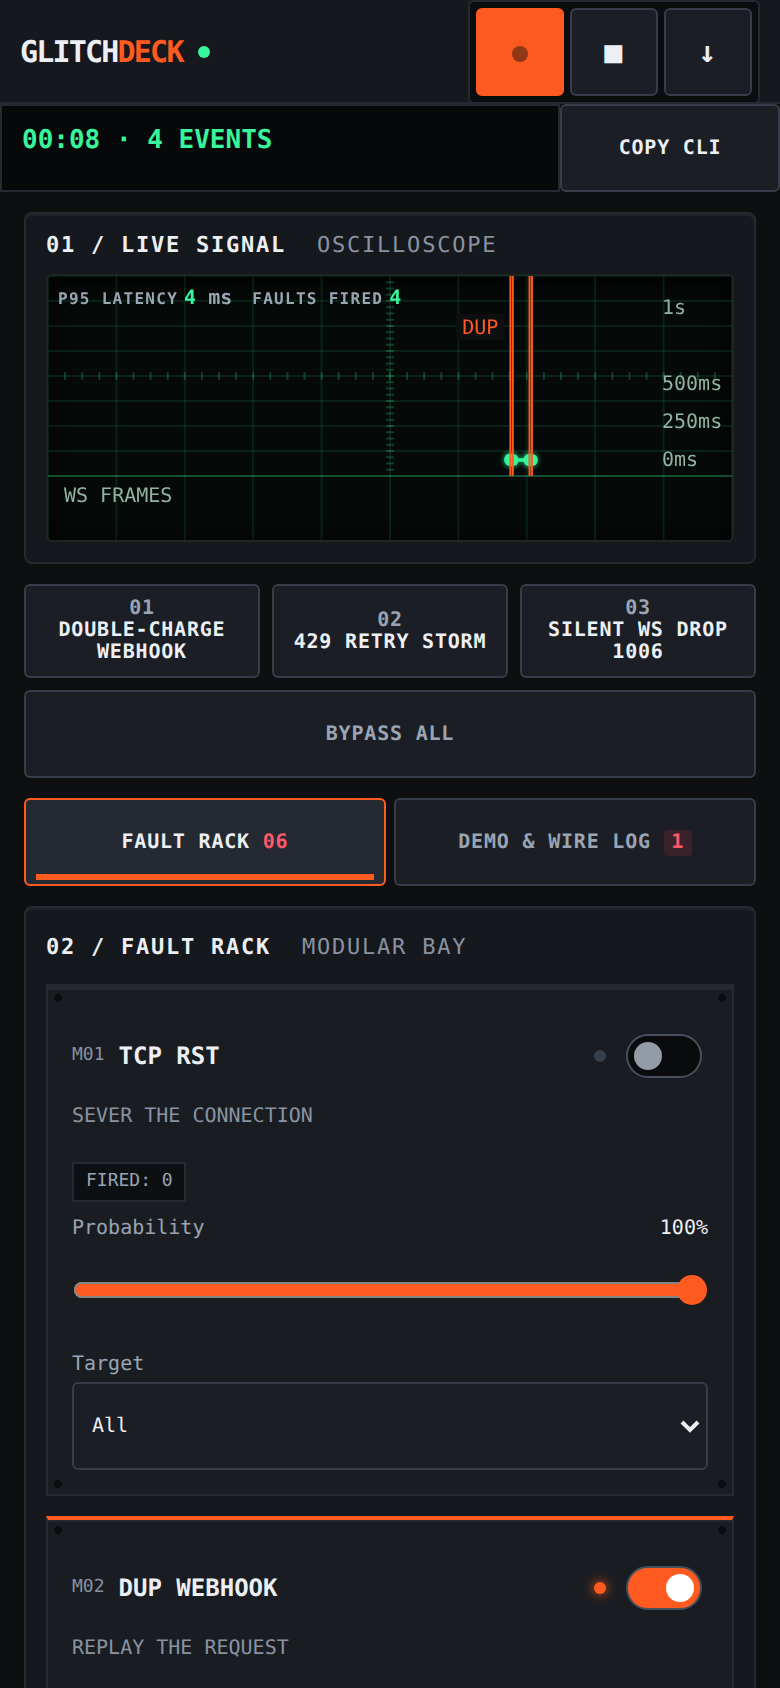 GLITCHDECK
00:08 · 4 EVENTS
COPY CLI
01 / LIVE SIGNAL OSCILLOSCOPE
P95 LATENCY 4 ms FAULTS FIRED 4
1s
DUP
500ms
250ms
0ms
WS FRAMES
01
DOUBLE-CHARGE
WEBHOOK
02
429 RETRY STORM
03
SILENT WS DROP
1006
BYPASS ALL
FAULT RACK 06
DEMO & WIRE LOG 1
02 / FAULT RACK MODULAR BAY
M01 TCP RST
SEVER THE CONNECTION
FIRED: 0
Probability 100%
Target
All
M02 DUP WEBHOOK
REPLAY THE REQUEST